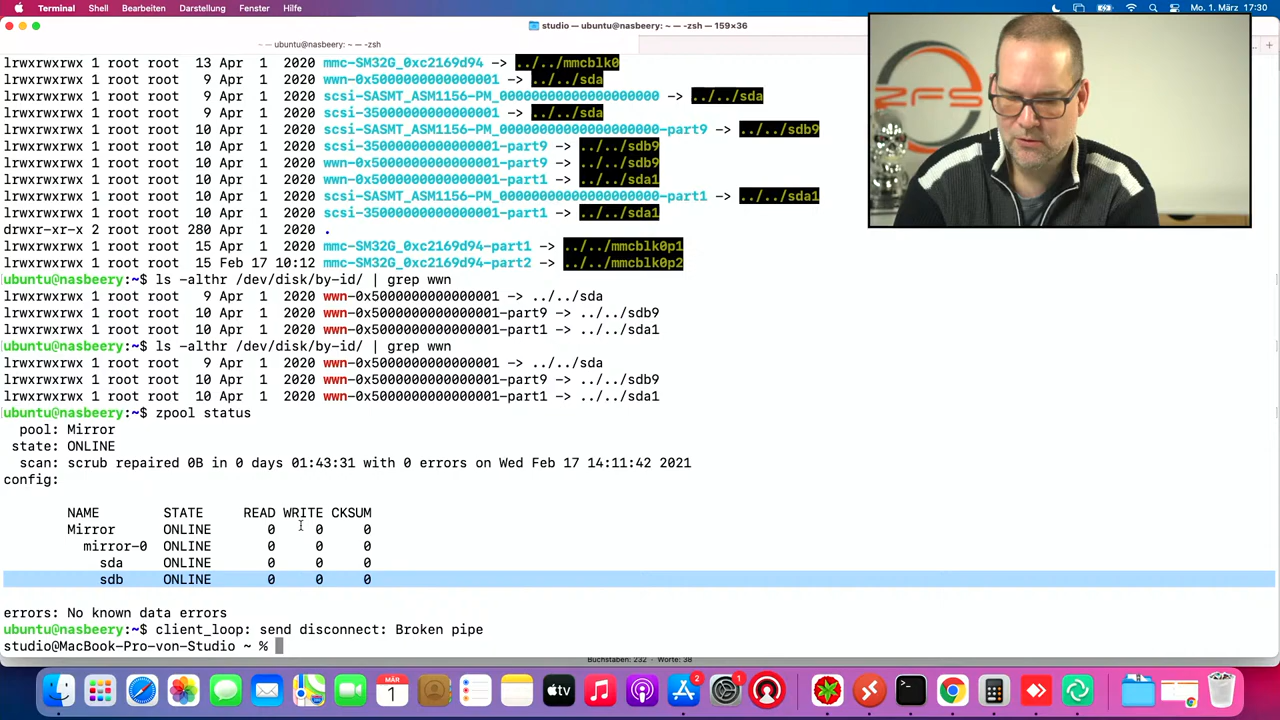 Terminal Shell Bearbeiten Darstellung Fenster Hilfe
Mo. 1. März 17:30
studio — ubuntu@nasbeery: ~ — -zsh — 159×36
~ — ubuntu@nasbeery: ~ — -zsh
lrwxrwxrwx 1 root root  13 Apr  1  2020 mmc-SM32G_0xc2169d94 -> ../../mmcblk0
lrwxrwxrwx 1 root root   9 Apr  1  2020 wwn-0x5000000000000001 -> ../../sda
lrwxrwxrwx 1 root root   9 Apr  1  2020 scsi-SASMT_ASM1156-PM_00000000000000000000 -> ../../sda
lrwxrwxrwx 1 root root   9 Apr  1  2020 scsi-35000000000000001 -> ../../sda
lrwxrwxrwx 1 root root  10 Apr  1  2020 scsi-SASMT_ASM1156-PM_00000000000000000000-part9 -> ../../sdb9
lrwxrwxrwx 1 root root  10 Apr  1  2020 scsi-35000000000000001-part9 -> ../../sdb9
lrwxrwxrwx 1 root root  10 Apr  1  2020 wwn-0x5000000000000001-part9 -> ../../sdb9
lrwxrwxrwx 1 root root  10 Apr  1  2020 wwn-0x5000000000000001-part1 -> ../../sda1
lrwxrwxrwx 1 root root  10 Apr  1  2020 scsi-SASMT_ASM1156-PM_00000000000000000000-part1 -> ../../sda1
lrwxrwxrwx 1 root root  10 Apr  1  2020 scsi-35000000000000001-part1 -> ../../sda1
drwxr-xr-x 2 root root 280 Apr  1  2020 .
lrwxrwxrwx 1 root root  15 Apr  1  2020 mmc-SM32G_0xc2169d94-part1 -> ../../mmcblk0p1
lrwxrwxrwx 1 root root  15 Feb 17 10:12 mmc-SM32G_0xc2169d94-part2 -> ../../mmcblk0p2
ubuntu@nasbeery:~$ ls -althr /dev/disk/by-id/ | grep wwn
lrwxrwxrwx 1 root root   9 Apr  1  2020 wwn-0x5000000000000001 -> ../../sda
lrwxrwxrwx 1 root root  10 Apr  1  2020 wwn-0x5000000000000001-part9 -> ../../sdb9
lrwxrwxrwx 1 root root  10 Apr  1  2020 wwn-0x5000000000000001-part1 -> ../../sda1
ubuntu@nasbeery:~$ ls -althr /dev/disk/by-id/ | grep wwn
lrwxrwxrwx 1 root root   9 Apr  1  2020 wwn-0x5000000000000001 -> ../../sda
lrwxrwxrwx 1 root root  10 Apr  1  2020 wwn-0x5000000000000001-part9 -> ../../sdb9
lrwxrwxrwx 1 root root  10 Apr  1  2020 wwn-0x5000000000000001-part1 -> ../../sda1
ubuntu@nasbeery:~$ zpool status
pool: Mirror
state: ONLINE
scan: scrub repaired 0B in 0 days 01:43:31 with 0 errors on Wed Feb 17 14:11:42 2021
config:
NAME STATE READ WRITE CKSUM
Mirror ONLINE 0 0 0
mirror-0 ONLINE 0 0 0
sda ONLINE 0 0 0
sdb ONLINE 0 0 0
errors: No known data errors
ubuntu@nasbeery:~$ client_loop: send disconnect: Broken pipe
studio@MacBook-Pro-von-Studio ~ %
Buchstaben: 232 Worte: 38
ZFS
MÄR
1
tv
2
1